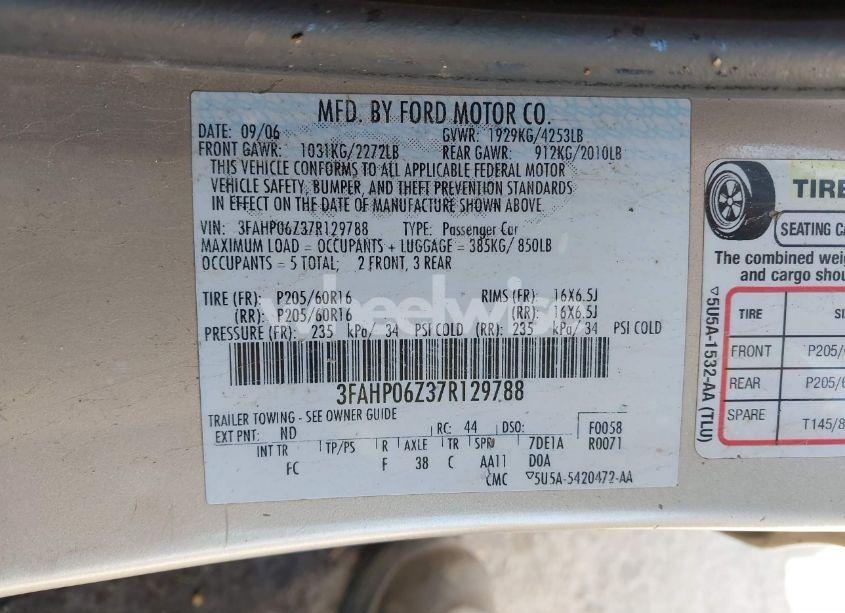 MFD. BY FORD MOTOR CO.
DATE: 09/06 GVWR: 1929KG/4253LB
FRONT GAWR: 1031KG/2272LB REAR GAWR: 912KG/2010LB
THIS VEHICLE CONFORMS TO ALL APPLICABLE FEDERAL MOTOR
VEHICLE SAFETY, BUMPER, AND THEFT PREVENTION STANDARDS
IN EFFECT ON THE DATE OF MANUFACTURE SHOWN ABOVE.
VIN: 3FAHP06Z37R129788 TYPE: Passenger Car
MAXIMUM LOAD = OCCUPANTS + LUGGAGE = 385KG/ 850LB
OCCUPANTS = 5 TOTAL; 2 FRONT, 3 REAR
TIRE (FR): P205/60R16 RIMS (FR): 16X6.5J
(RR): P205/60R16 (RR): 16X6.5J
PRESSURE (FR): 235 kPa/ 34 PSI COLD (RR): 235 kPa/34 PSI COLD
3FAHP06Z37R129788
TRAILER TOWING - SEE OWNER GUIDE
EXT PNT: ND RC: 44 DSO: F0058
INT TR TP/PS R AXLE TR SPR 7DE1A R0071
FC F 38 C AA11 D0A
CMC ▽5U5A-5420472-AA
wheelwise
TIRE
SEATING CA
The combined weig
and cargo shou
TIRE SI
FRONT P205/6
REAR P205/6
SPARE T145/8
▽5U5A-1532-AA (TLU)